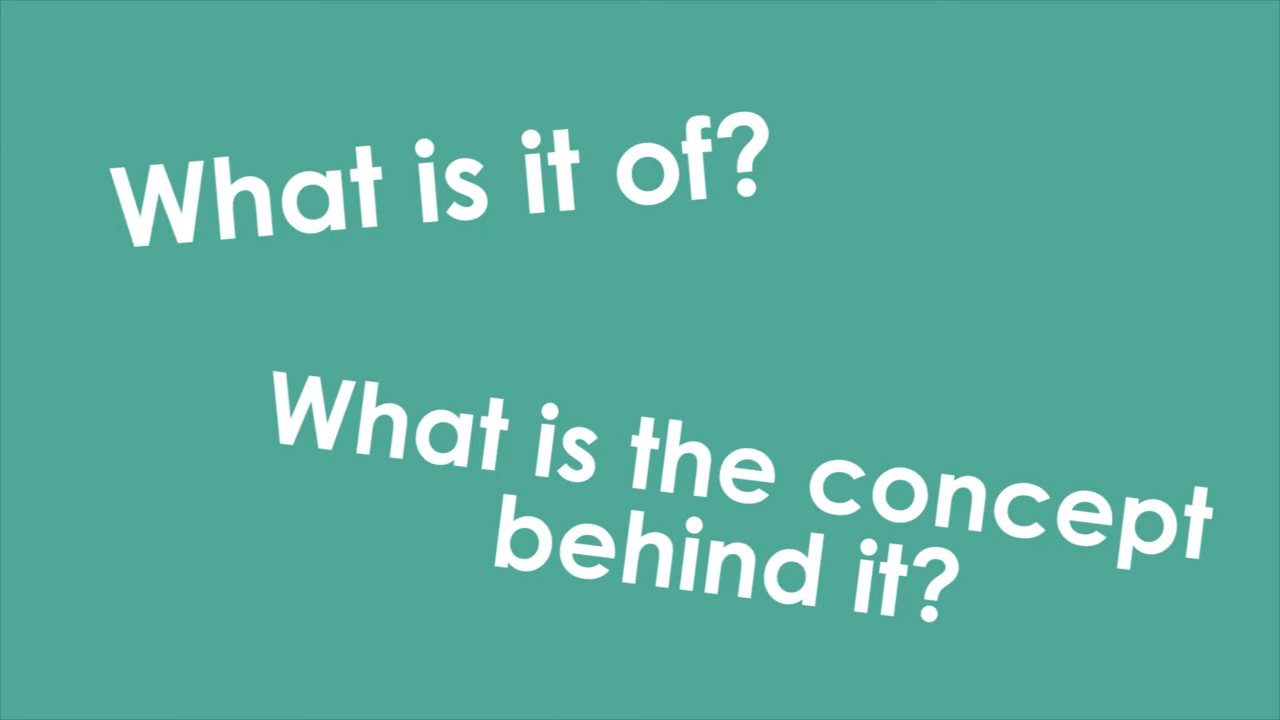 What is it of?
What is the concept
behind it?